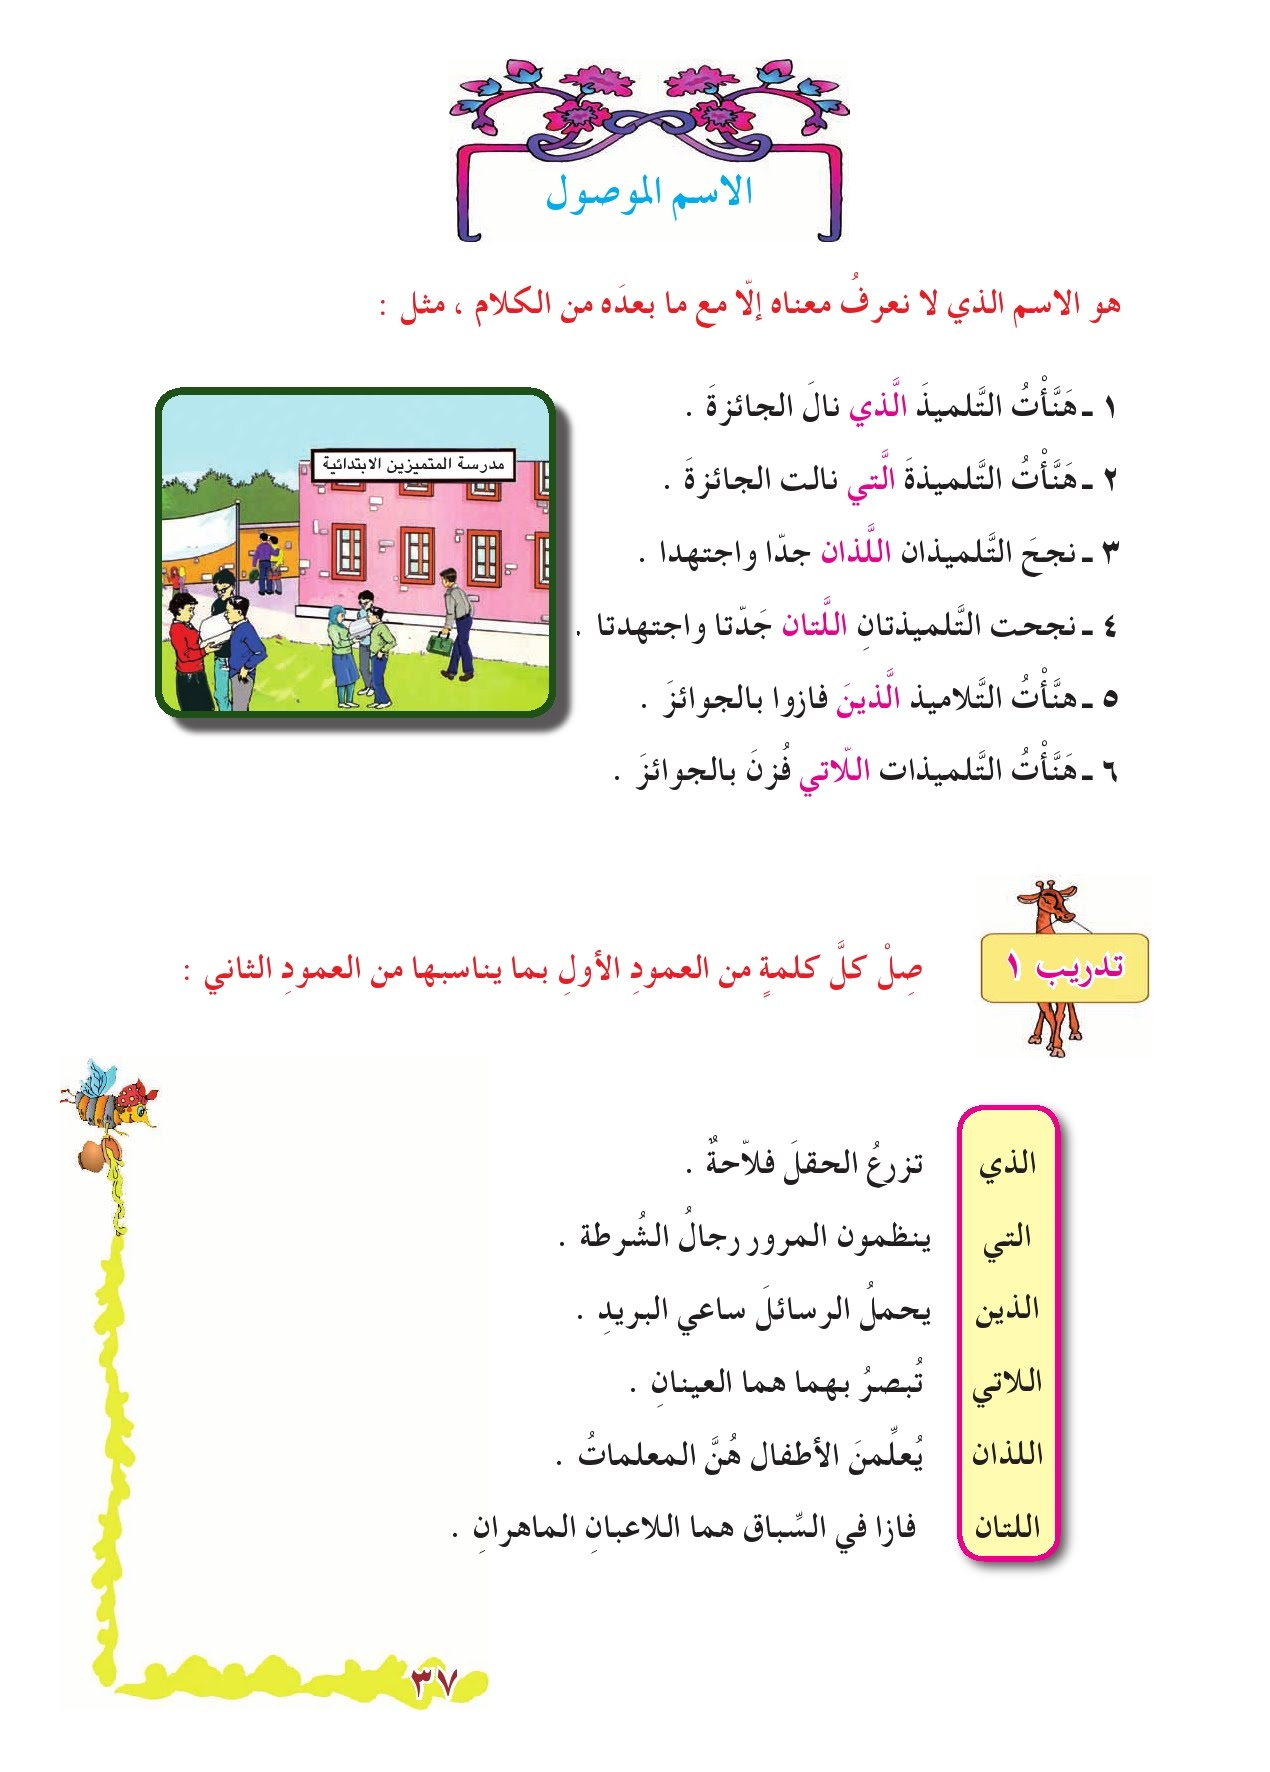 الاسم الموصول
هو الاسم الذي لا نعرفُ معناه إلّا مع ما بعدَه من الكلام ، مثل :
١ ـ هَنَّأْتُ التَّلميذَ الَّذي نالَ الجائزةَ .
٢ ـ هَنَّأْتُ التَّلميذةَ الَّتي نالت الجائزةَ .
٣ ـ نجحَ التَّلميذان اللَّذان جدّا واجتهدا .
٤ ـ نجحت التَّلميذتانِ اللَّتان جَدّتا واجتهدتا .
٥ ـ هنَّأْتُ التَّلاميذ الَّذينَ فازوا بالجوائزَ .
٦ ـ هَنَّأْتُ التَّلميذات اللّاتي فُزنَ بالجوائزَ .
مدرسة المتميزين الابتدائية
تدريب ١
صِلْ كلَّ كلمةٍ من العمودِ الأولِ بما يناسبها من العمودِ الثاني :
الذي تزرعُ الحقلَ فلاّحةٌ .
التي ينظمون المرور رجالُ الشُرطة .
الذين يحملُ الرسائلَ ساعي البريدِ .
اللاتي تُبصرُ بهما هما العينانِ .
اللذان يُعلِّمنَ الأطفال هُنَّ المعلماتُ .
اللتان فازا في السِّباق هما اللاعبانِ الماهرانِ .
٣٧